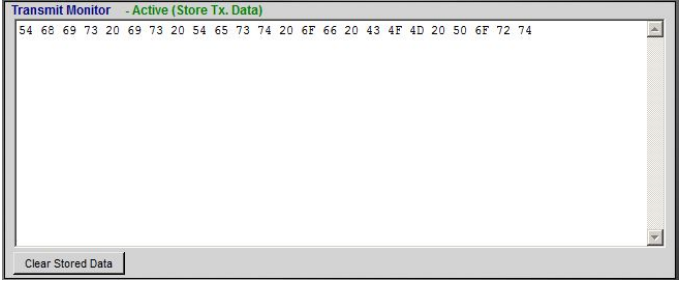 Transmit Monitor - Active (Store Tx. Data)
54 68 69 73 20 69 73 20 54 65 73 74 20 6F 66 20 43 4F 4D 20 50 6F 72 74
Clear Stored Data